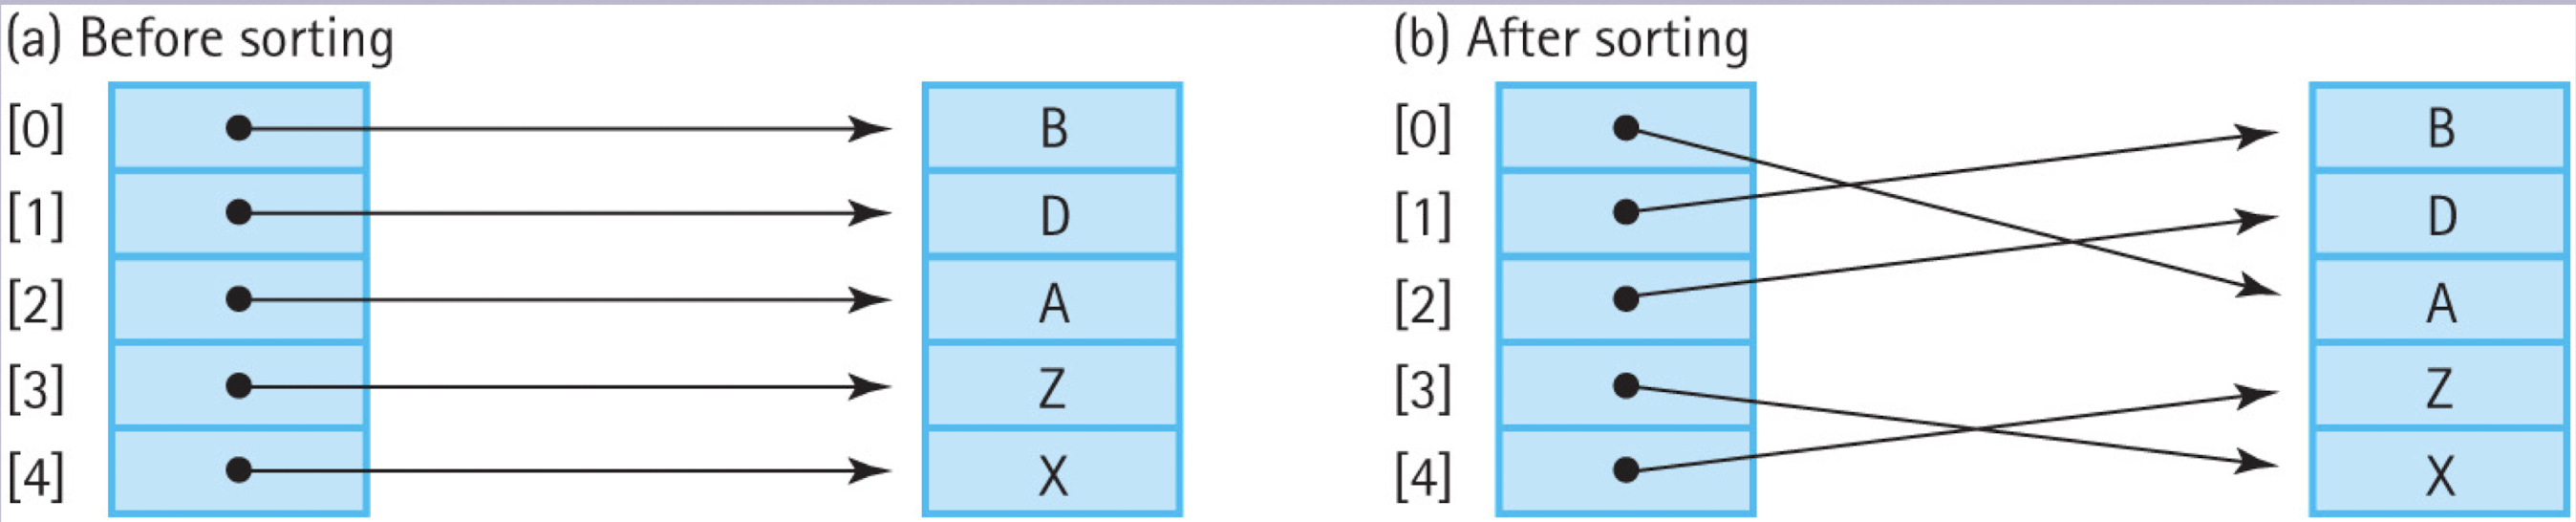 (a) Before sorting
[0] B
[1] D
[2] A
[3] Z
[4] X
(b) After sorting
[0] B
[1] D
[2] A
[3] Z
[4] X